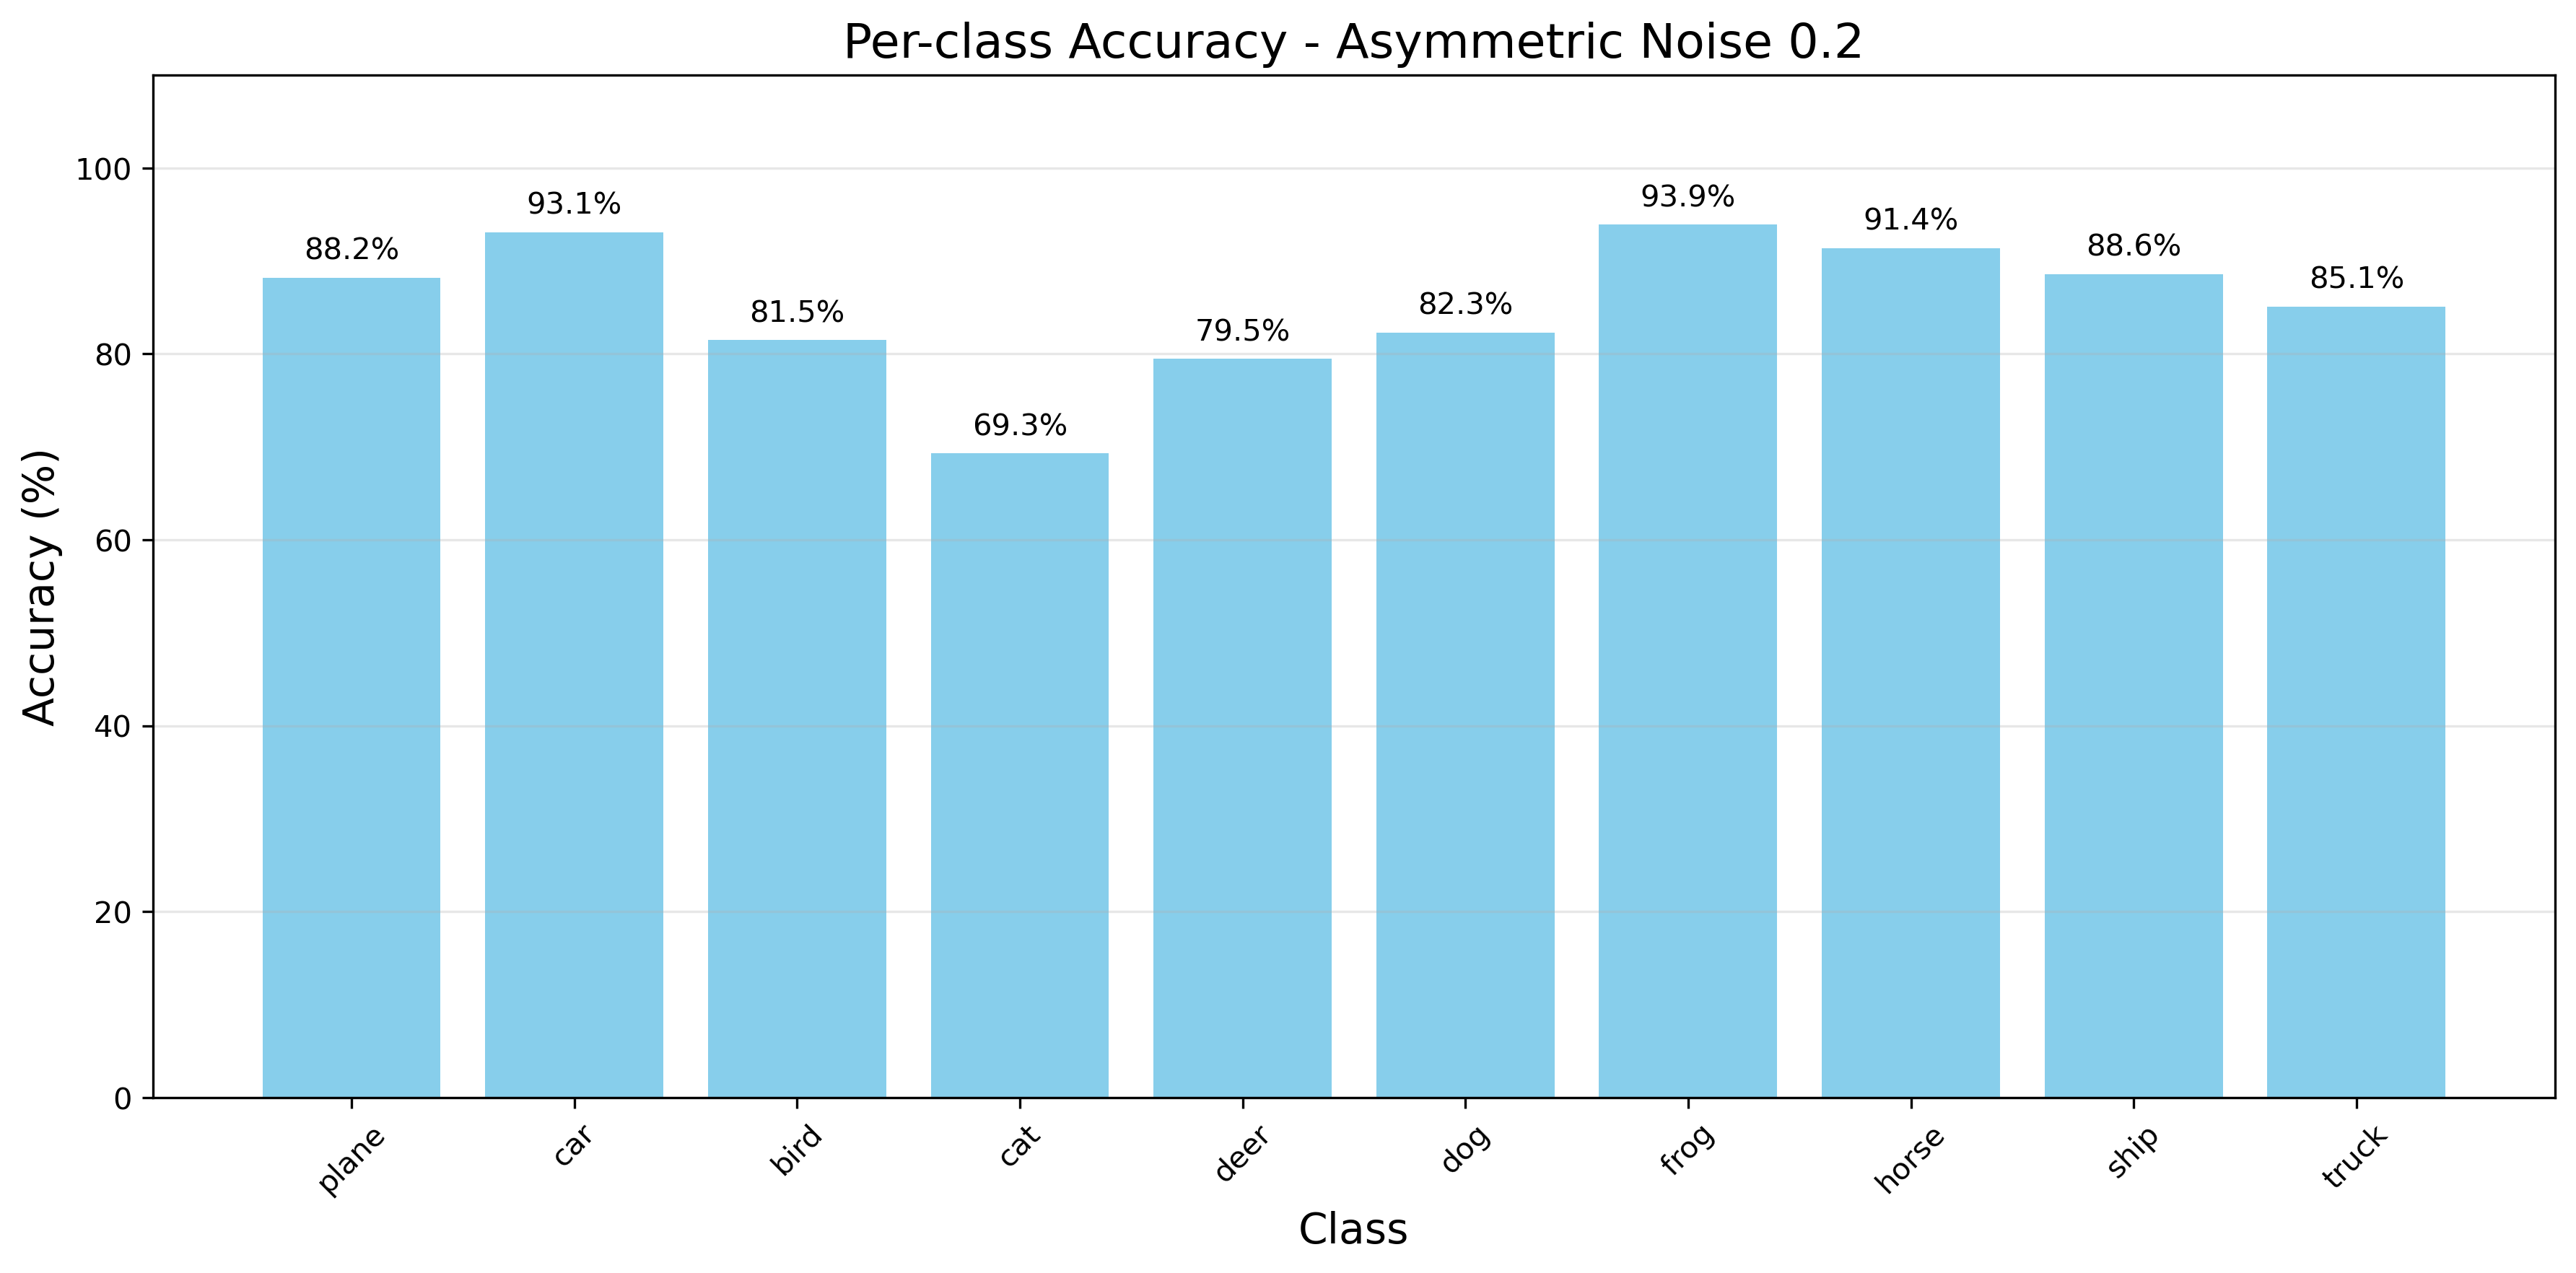 Per-class Accuracy - Asymmetric Noise 0.2
Accuracy (%)
100
80
60
40
20
0
88.2%
93.1%
81.5%
69.3%
79.5%
82.3%
93.9%
91.4%
88.6%
85.1%
plane
car
bird
cat
deer
dog
frog
horse
ship
truck
Class